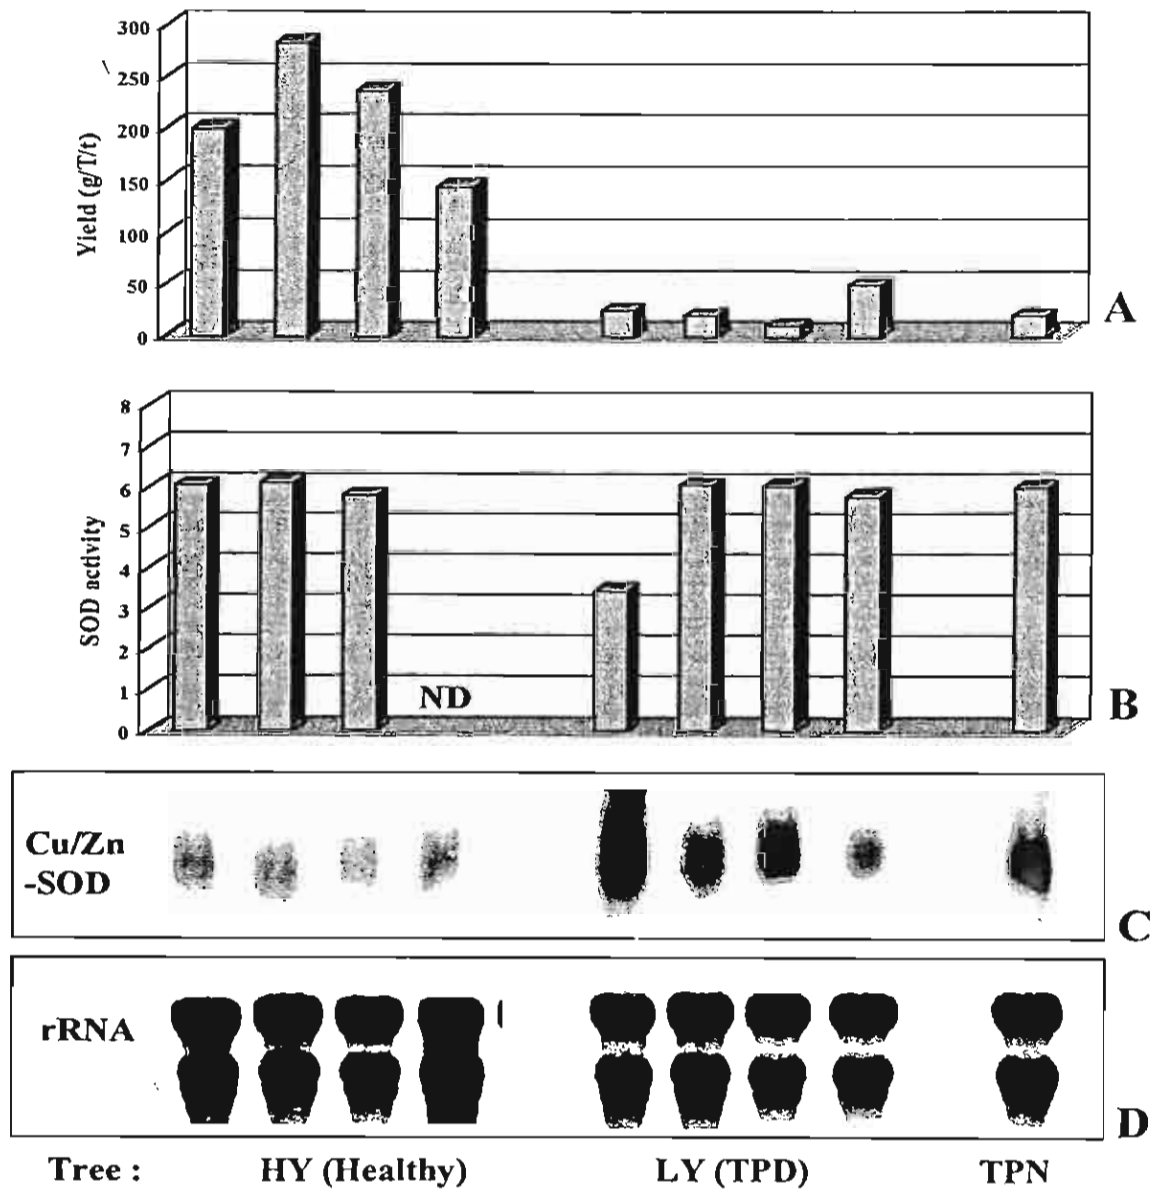 300
250
200
150
100
50
0
Yield (g/T/t)
A
8
7
6
5
4
3
2
1
0
SOD activity
ND
B
Cu/Zn
-SOD
C
rRNA
D
Tree : HY (Healthy) LY (TPD) TPN